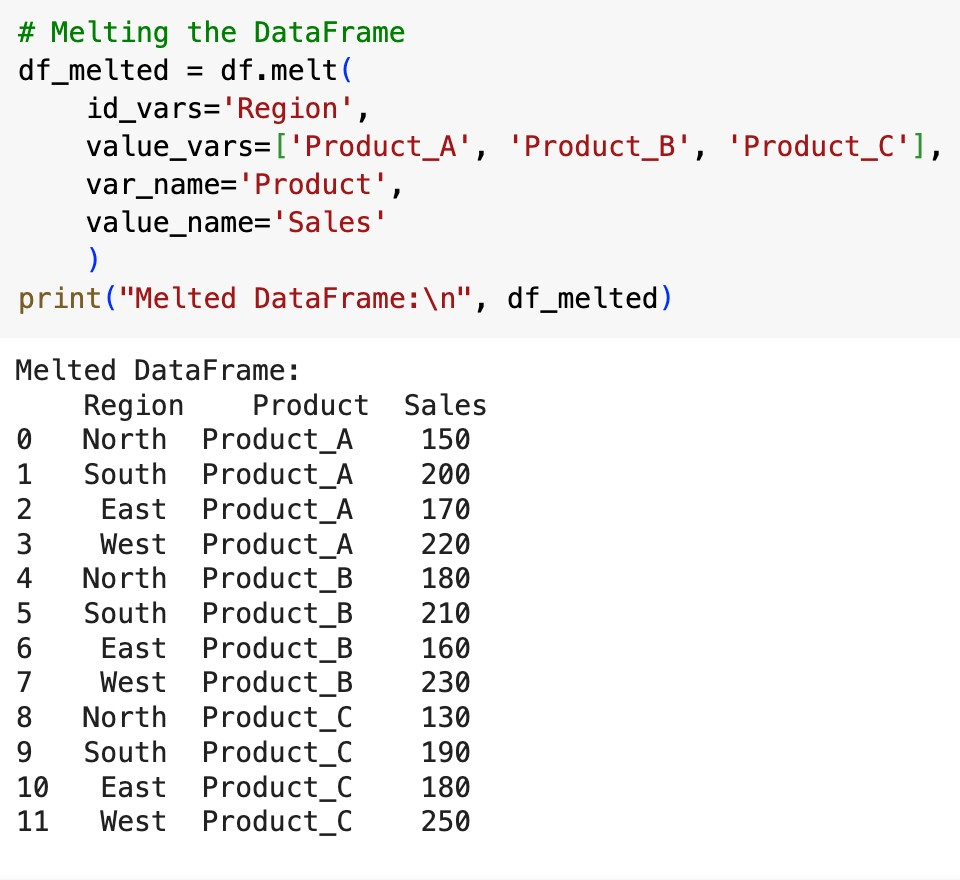 # Melting the DataFrame
df_melted = df.melt(
    id_vars='Region',
    value_vars=['Product_A', 'Product_B', 'Product_C'],
    var_name='Product',
    value_name='Sales'
    )
print("Melted DataFrame:\n", df_melted)
Melted DataFrame:
    Region    Product  Sales
0   North  Product_A    150
1   South  Product_A    200
2    East  Product_A    170
3    West  Product_A    220
4   North  Product_B    180
5   South  Product_B    210
6    East  Product_B    160
7    West  Product_B    230
8   North  Product_C    130
9   South  Product_C    190
10   East  Product_C    180
11   West  Product_C    250